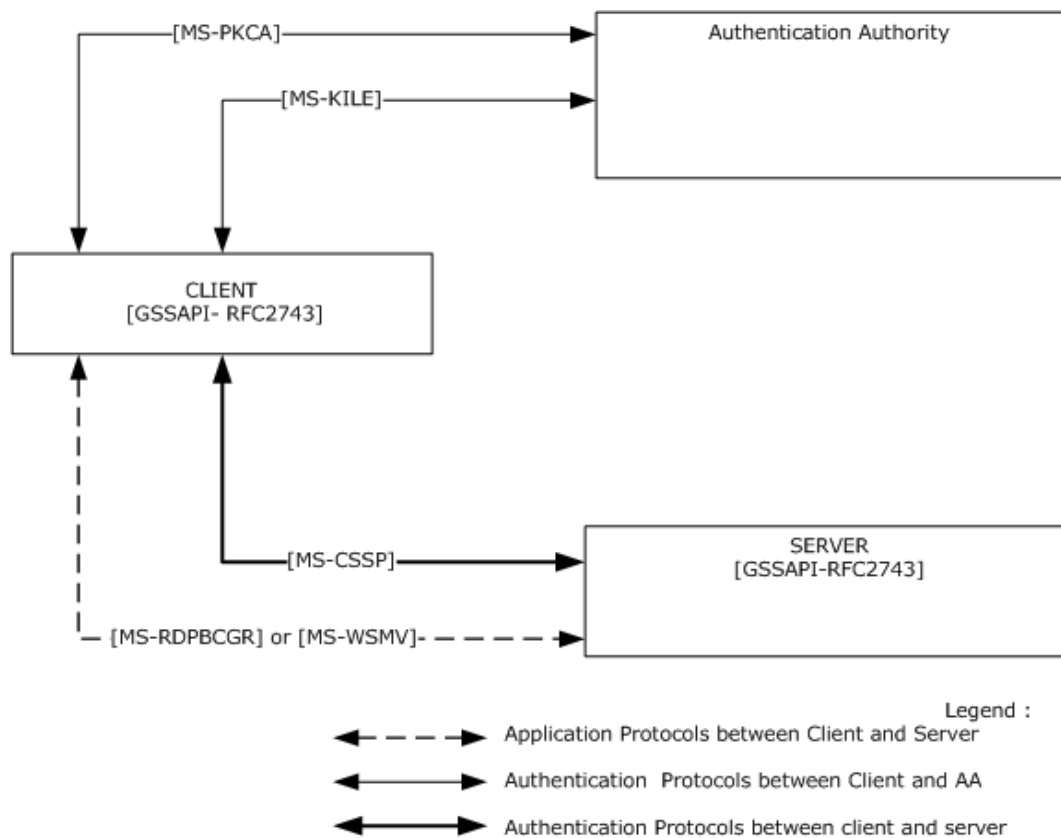 [MS-PKCA]
Authentication Authority
[MS-KILE]
CLIENT
[GSSAPI- RFC2743]
[MS-CSSP]
SERVER
[GSSAPI-RFC2743]
[MS-RDPBCGR] or [MS-WSMV]
Legend :
Application Protocols between Client and Server
Authentication Protocols between Client and AA
Authentication Protocols between client and server